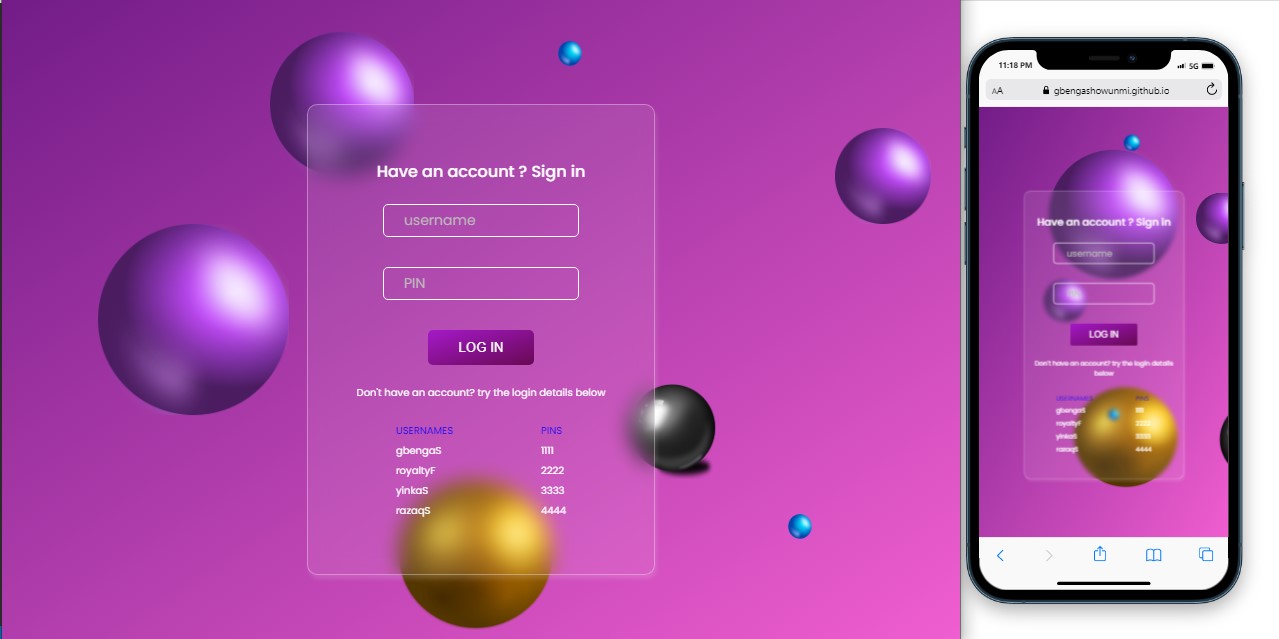 Have an account ? Sign in
username
PIN
LOG IN
Don't have an account? try the login details below
USERNAMES PINS
gbengaS 1111
royaltyF 2222
yinkaS 3333
razaqS 4444
11:18 PM 5G
AA gbengashowunmi.github.io
Have an account ? Sign in
username
LOG IN
Don't have an account? try the login details
below
USERNAMES PINS
gbengaS
royaltyF 2222
yinkaS 3333
razaqS 4444